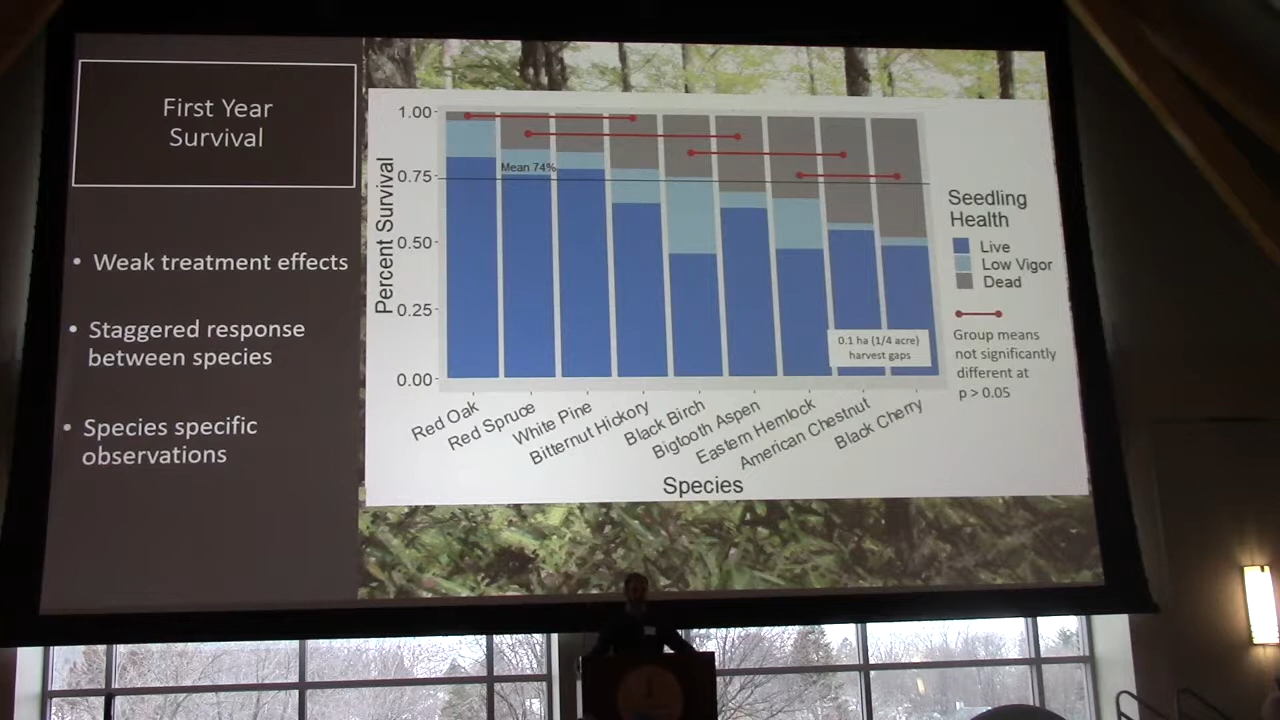 First Year
Survival
• Weak treatment effects
• Staggered response
between species
• Species specific
observations
Percent Survival
1.00
0.75
0.50
0.25
0.00
Mean 74%
0.1 ha (1/4 acre)
harvest gaps
Red Oak
Red Spruce
White Pine
Bitternut Hickory
Black Birch
Bigtooth Aspen
Eastern Hemlock
American Chestnut
Black Cherry
Species
Seedling
Health
Live
Low Vigor
Dead
Group means
not significantly
different at
p > 0.05